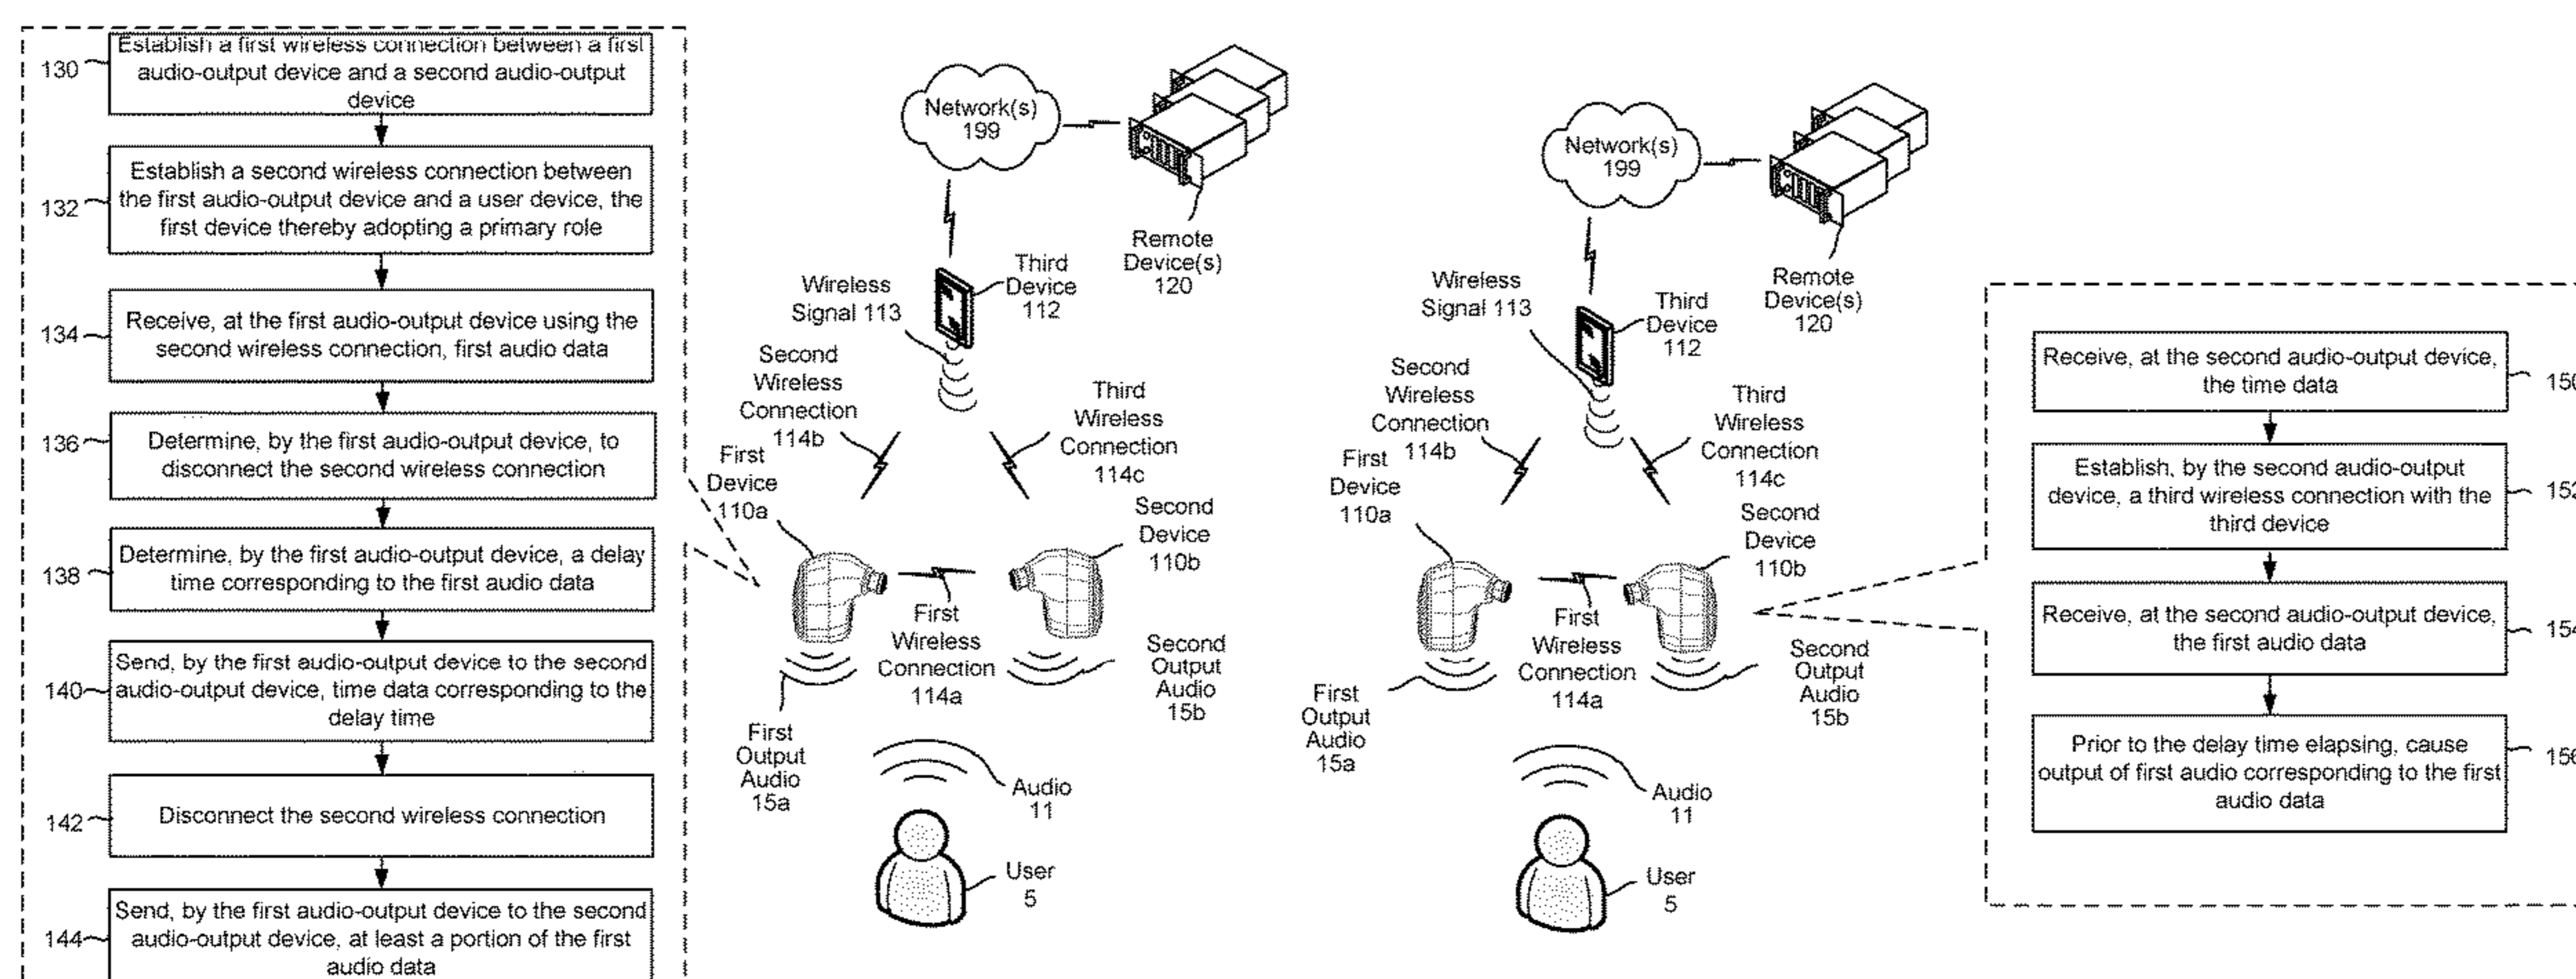 130
Establish a first wireless connection between a first
audio-output device and a second audio-output
device
132
Establish a second wireless connection between
the first audio-output device and a user device, the
first device thereby adopting a primary role
134
Receive, at the first audio-output device using the
second wireless connection, first audio data
136
Determine, by the first audio-output device, to
disconnect the second wireless connection
138
Determine, by the first audio-output device, a delay
time corresponding to the first audio data
140
Send, by the first audio-output device to the second
audio-output device, time data corresponding to the
delay time
142
Disconnect the second wireless connection
144
Send, by the first audio-output device to the second
audio-output device, at least a portion of the first
audio data
Network(s)
199
Remote
Device(s)
120
Third
Device
112
Wireless
Signal 113
Second
Wireless
Connection
114b
Third
Wireless
Connection
114c
First
Device
110a
Second
Device
110b
First
Wireless
Connection
114a
First
Output
Audio
15a
Second
Output
Audio
15b
Audio
11
User
5
Network(s)
199
Remote
Device(s)
120
Third
Device
112
Wireless
Signal 113
Second
Wireless
Connection
114b
Third
Wireless
Connection
114c
First
Device
110a
Second
Device
110b
First
Wireless
Connection
114a
First
Output
Audio
15a
Second
Output
Audio
15b
Audio
11
User
5
Receive, at the second audio-output device,
the time data
Establish, by the second audio-output
device, a third wireless connection with the
third device
Receive, at the second audio-output device,
the first audio data
Prior to the delay time elapsing, cause
output of first audio corresponding to the first
audio data